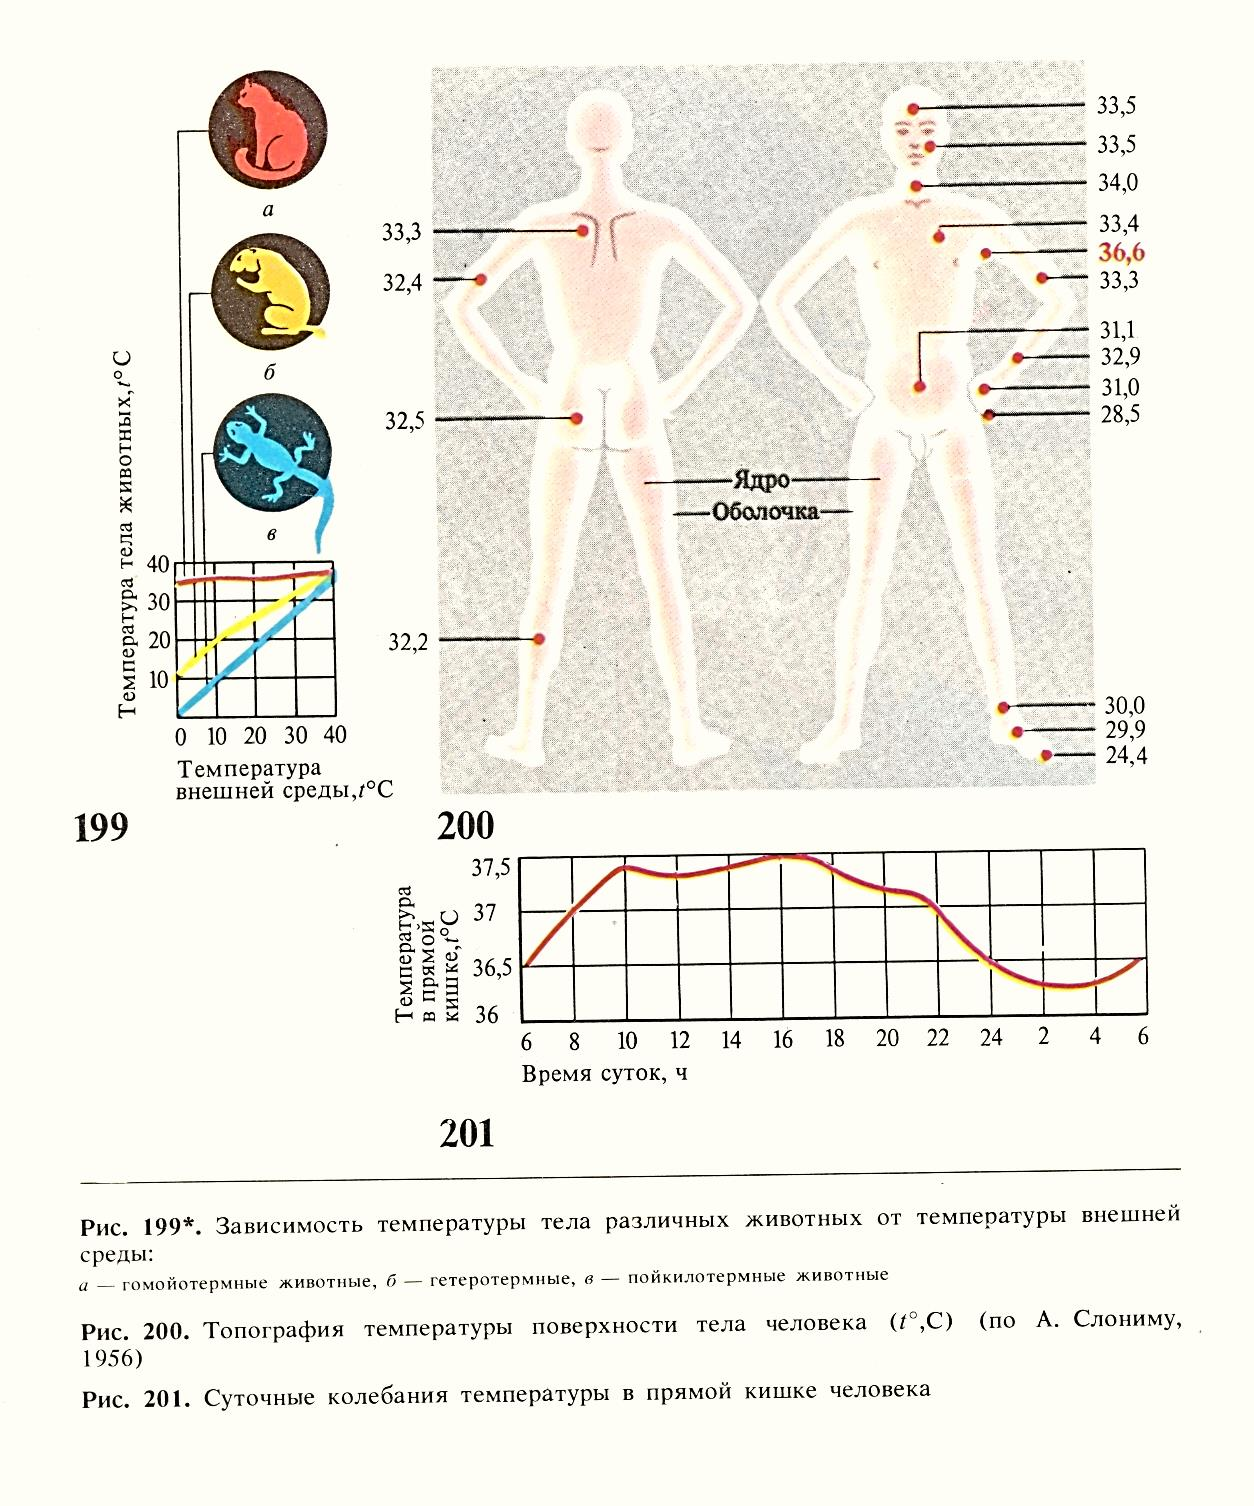 а
б
в
Температура тела животных, t°C
40
30
20
10
0 10 20 30 40
Температура
внешней среды, t°C
199
33,3
32,4
32,5
32,2
33,5
33,5
34,0
33,4
36,6
33,3
31,1
32,9
31,0
28,5
Ядро
Оболочка
30,0
29,9
24,4
200
Температура
в прямой
кишке, t°C
37,5
37
36,5
36
6 8 10 12 14 16 18 20 22 24 2 4 6
Время суток, ч
201
Рис. 199*. Зависимость температуры тела различных животных от температуры внешней
среды:
а — гомойотермные животные, б — гетеротермные, в — пойкилотермные животные
Рис. 200. Топография температуры поверхности тела человека (t°,C) (по А. Слониму,
1956)
Рис. 201. Суточные колебания температуры в прямой кишке человека